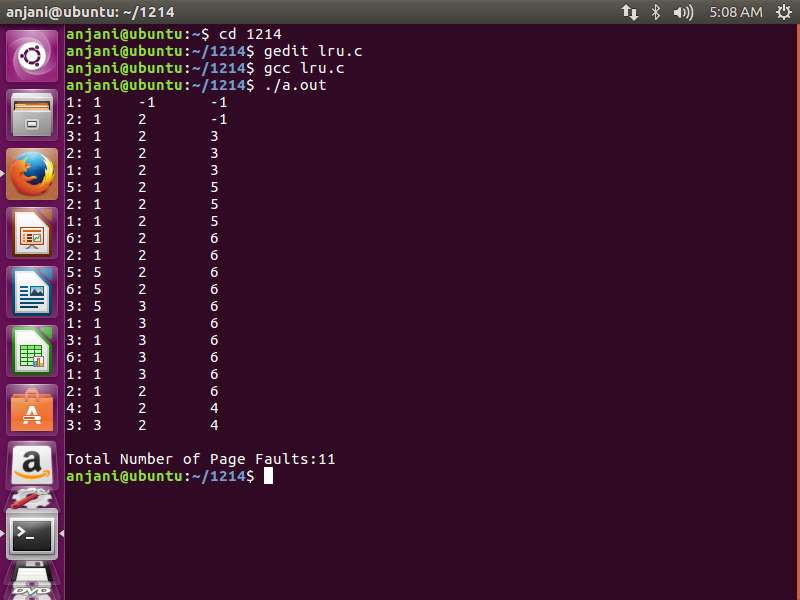 anjani@ubuntu: ~/1214 5:08 AM
anjani@ubuntu:~$ cd 1214
anjani@ubuntu:~/1214$ gedit lru.c
anjani@ubuntu:~/1214$ gcc lru.c
anjani@ubuntu:~/1214$ ./a.out
1: 1 -1 -1
2: 1 2 -1
3: 1 2 3
2: 1 2 3
1: 1 2 3
5: 1 2 5
2: 1 2 5
1: 1 2 5
6: 1 2 6
2: 1 2 6
5: 5 2 6
6: 5 2 6
3: 5 3 6
1: 1 3 6
3: 1 3 6
6: 1 3 6
1: 1 3 6
2: 1 2 6
4: 1 2 4
3: 3 2 4
Total Number of Page Faults:11
anjani@ubuntu:~/1214$
A
a
>_
DVD